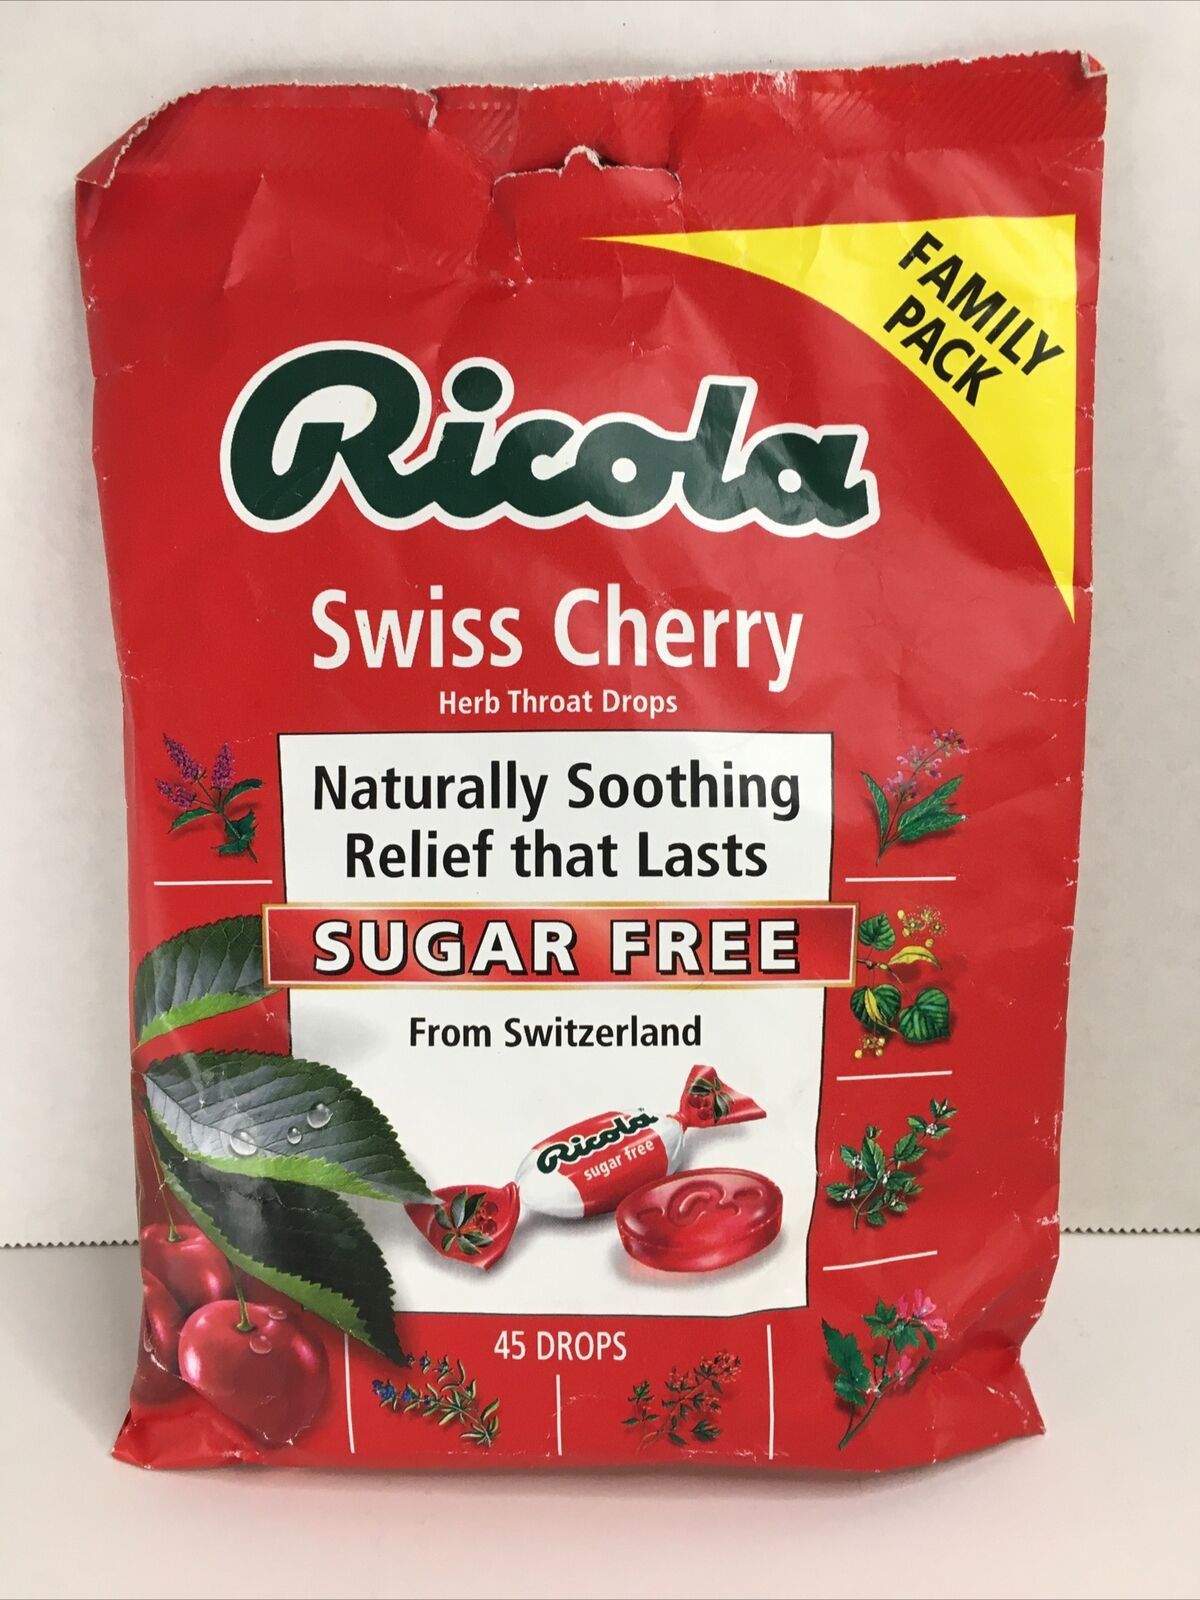 FAMILY
PACK
Ricola
Swiss Cherry
Herb Throat Drops
Naturally Soothing
Relief that Lasts
SUGAR FREE
From Switzerland
Ricola
sugar free
45 DROPS